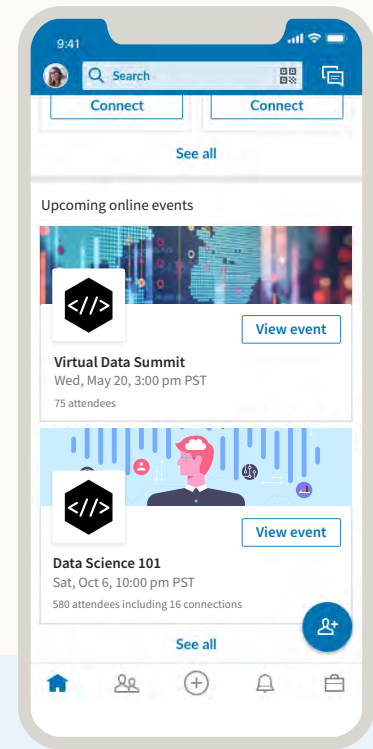 9:41
Search
Connect
Connect
See all
Upcoming online events
</>
View event
Virtual Data Summit
Wed, May 20, 3:00 pm PST
75 attendees
</>
View event
Data Science 101
Sat, Oct 6, 10:00 pm PST
580 attendees including 16 connections
See all